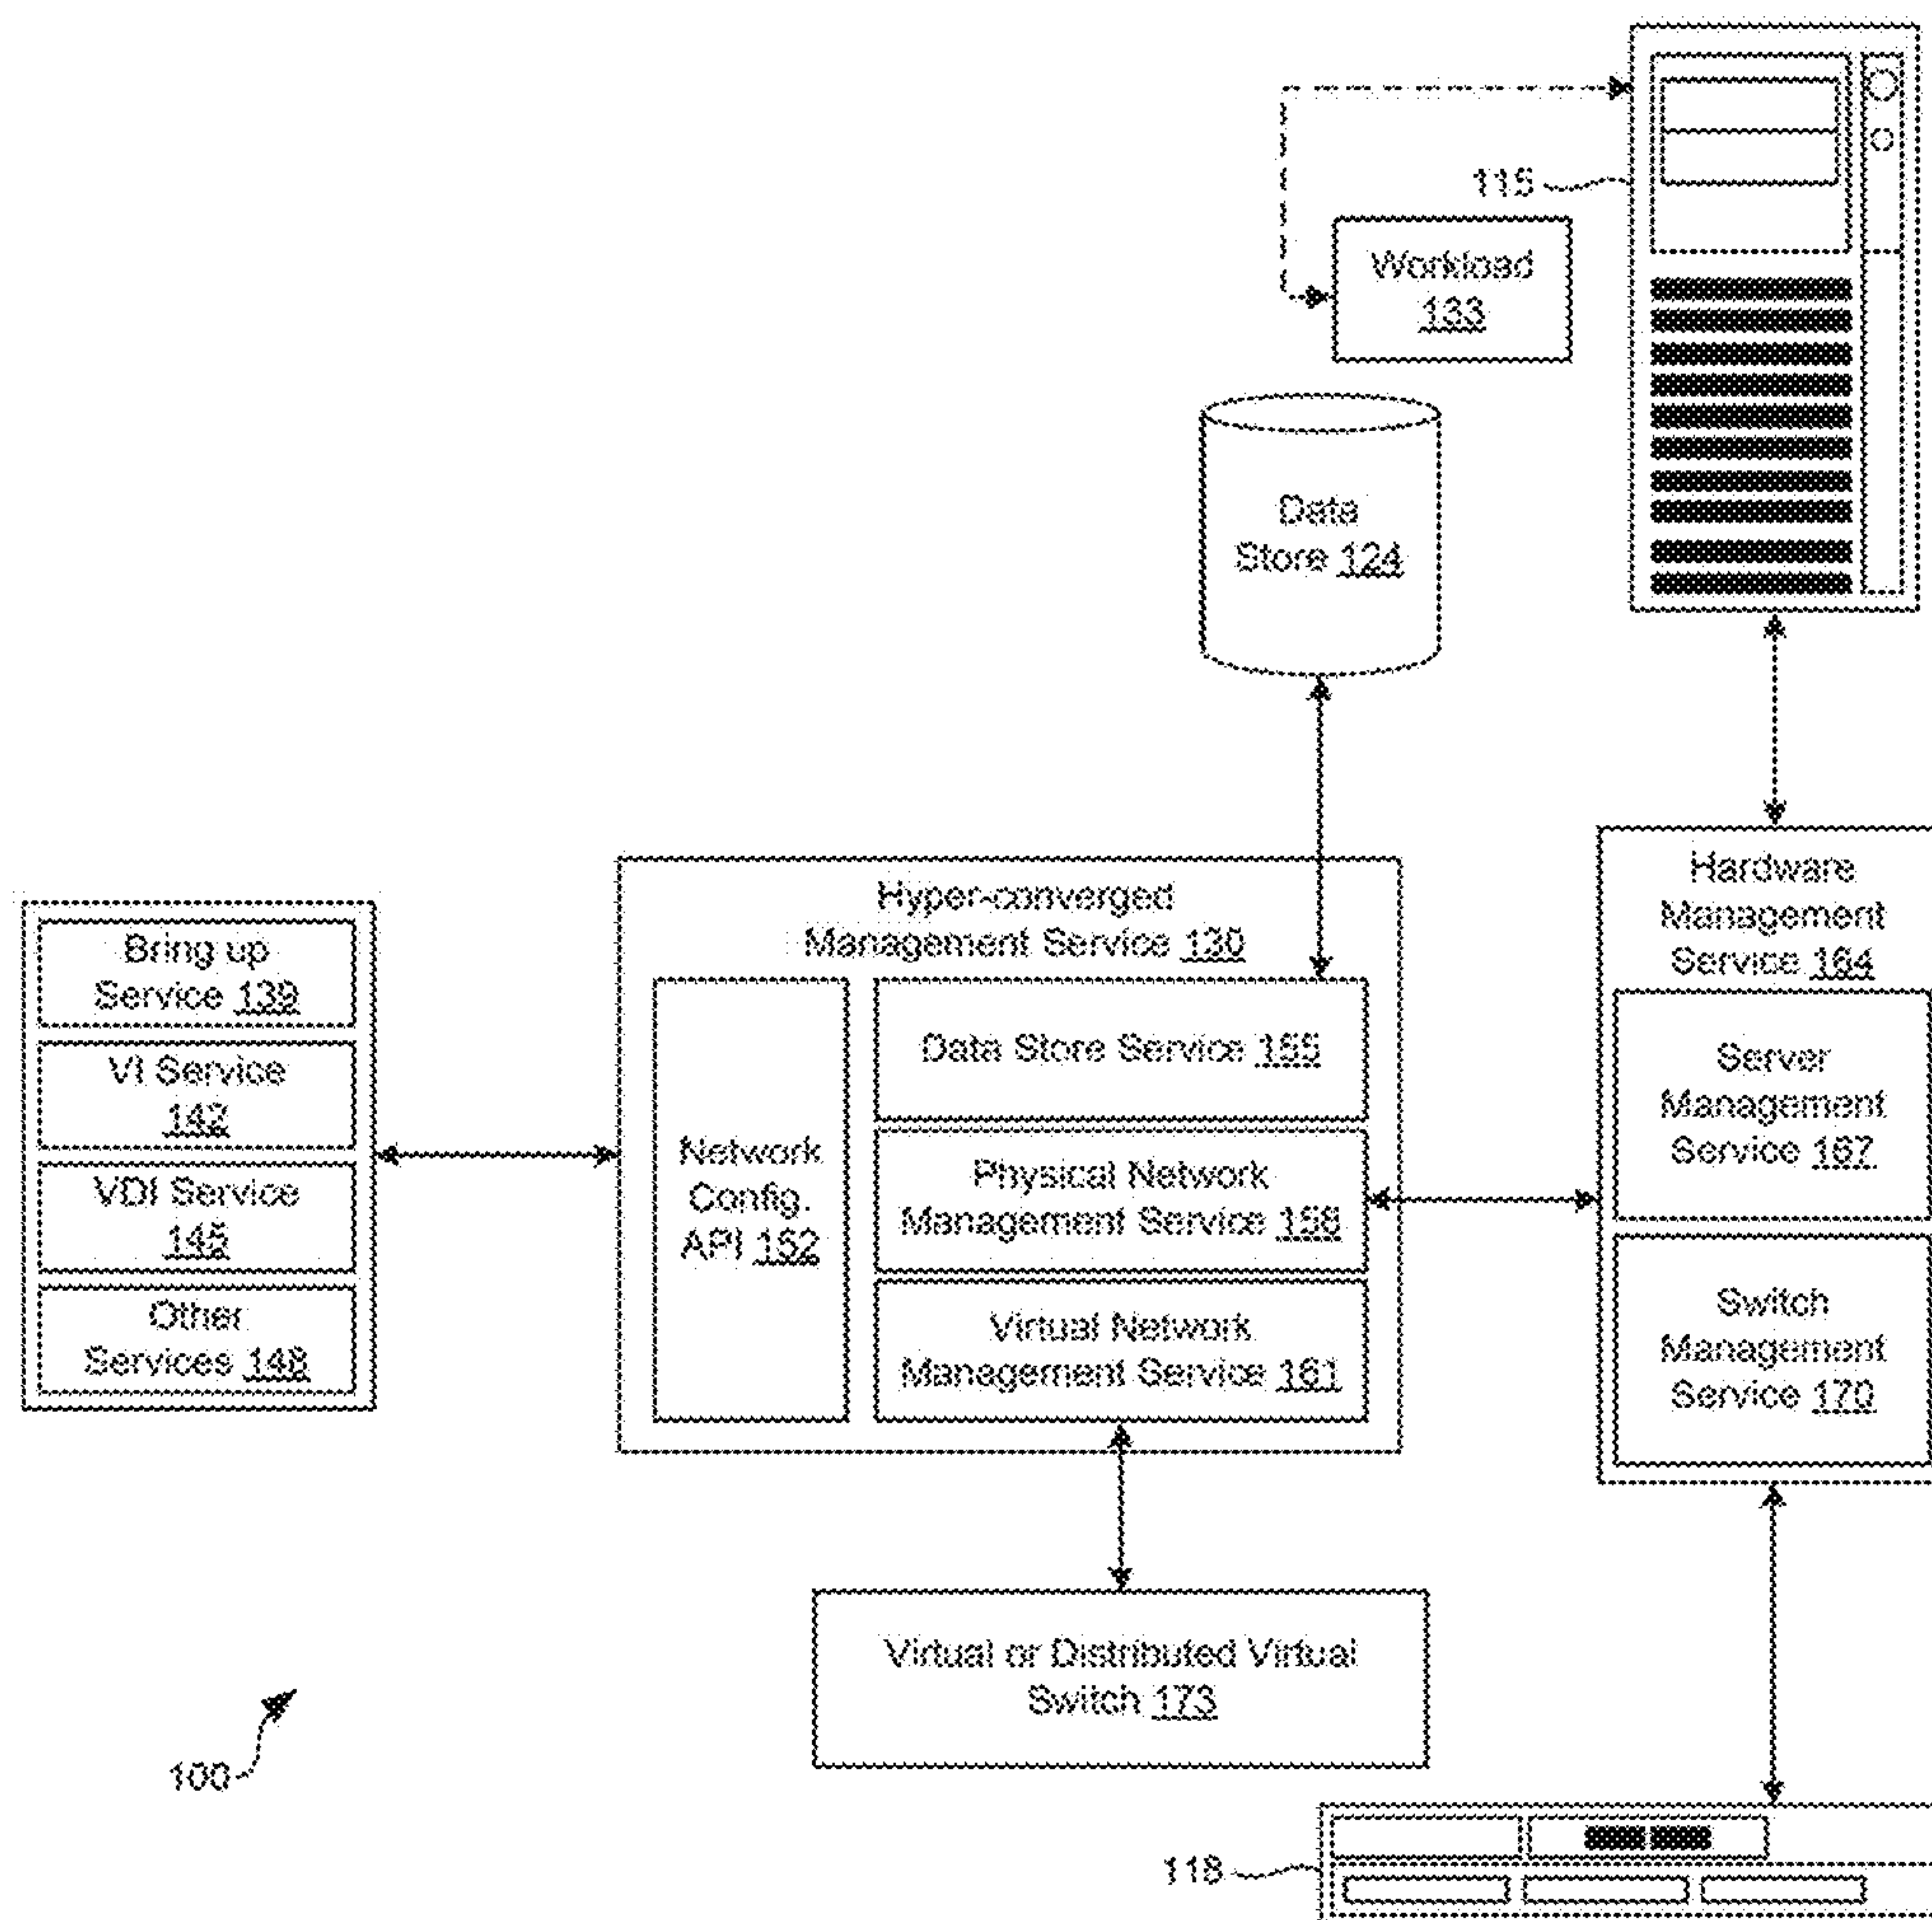 115
Workload
133
Data
Store 124
Hyper-converged
Management Service 130
Bring up
Service 139
VI Service
142
VDI Service
145
Other
Services 148
Network
Config.
API 152
Data Store Service 155
Physical Network
Management Service 158
Virtual Network
Management Service 161
Hardware
Management
Service 164
Server
Management
Service 167
Switch
Management
Service 170
Virtual or Distributed Virtual
Switch 173
100
118